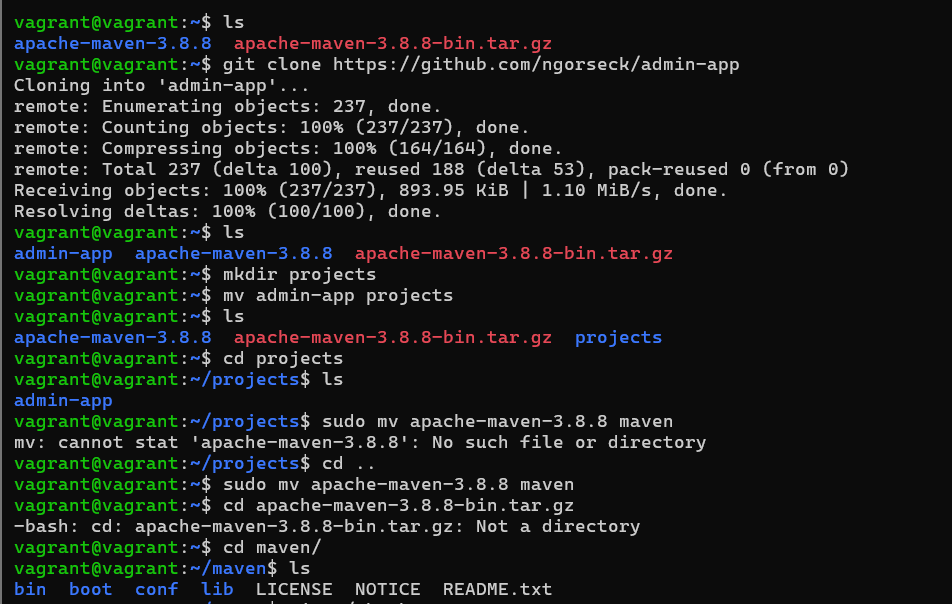 vagrant@vagrant:~$ ls
apache-maven-3.8.8  apache-maven-3.8.8-bin.tar.gz
vagrant@vagrant:~$ git clone https://github.com/ngorseck/admin-app
Cloning into 'admin-app'...
remote: Enumerating objects: 237, done.
remote: Counting objects: 100% (237/237), done.
remote: Compressing objects: 100% (164/164), done.
remote: Total 237 (delta 100), reused 188 (delta 53), pack-reused 0 (from 0)
Receiving objects: 100% (237/237), 893.95 KiB | 1.10 MiB/s, done.
Resolving deltas: 100% (100/100), done.
vagrant@vagrant:~$ ls
admin-app  apache-maven-3.8.8  apache-maven-3.8.8-bin.tar.gz
vagrant@vagrant:~$ mkdir projects
vagrant@vagrant:~$ mv admin-app projects
vagrant@vagrant:~$ ls
apache-maven-3.8.8  apache-maven-3.8.8-bin.tar.gz  projects
vagrant@vagrant:~$ cd projects
vagrant@vagrant:~/projects$ ls
admin-app
vagrant@vagrant:~/projects$ sudo mv apache-maven-3.8.8 maven
mv: cannot stat 'apache-maven-3.8.8': No such file or directory
vagrant@vagrant:~/projects$ cd ..
vagrant@vagrant:~$ sudo mv apache-maven-3.8.8 maven
vagrant@vagrant:~$ cd apache-maven-3.8.8-bin.tar.gz
-bash: cd: apache-maven-3.8.8-bin.tar.gz: Not a directory
vagrant@vagrant:~$ cd maven/
vagrant@vagrant:~/maven$ ls
bin  boot  conf  lib  LICENSE  NOTICE  README.txt